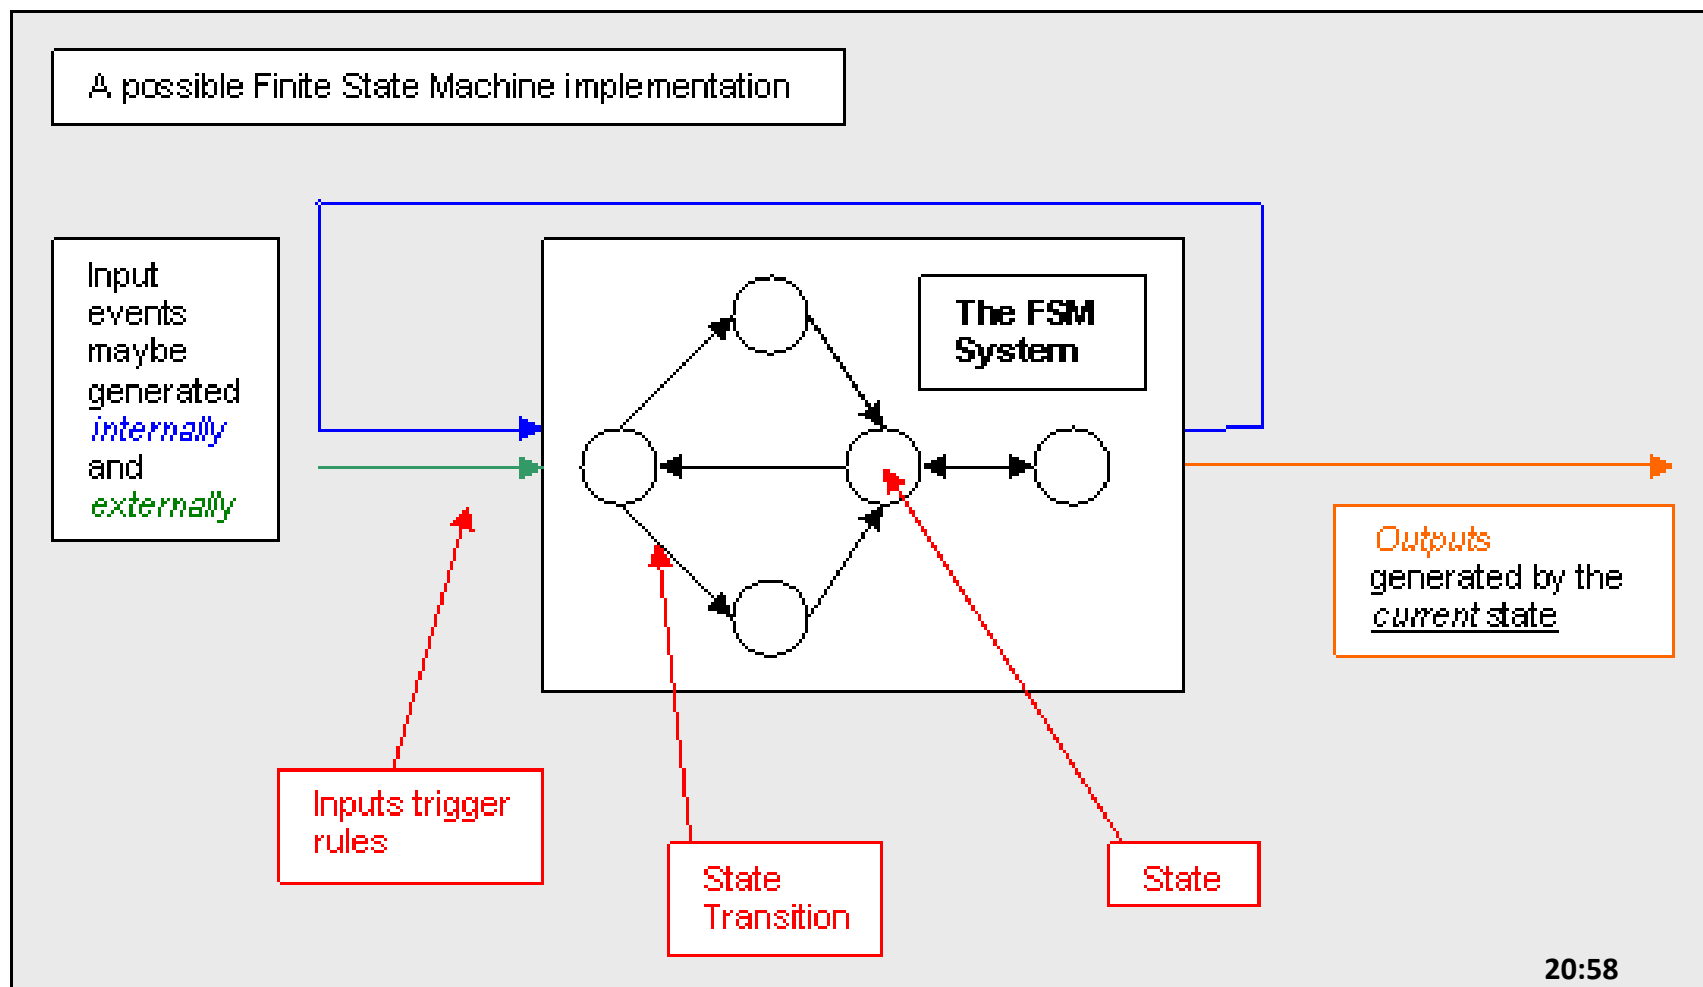 A possible Finite State Machine implementation
Input
events
maybe
generated
internally
and
externally
The FSM
System
Outputs
generated by the
current state
Inputs trigger
rules
State
Transition
State
20:58